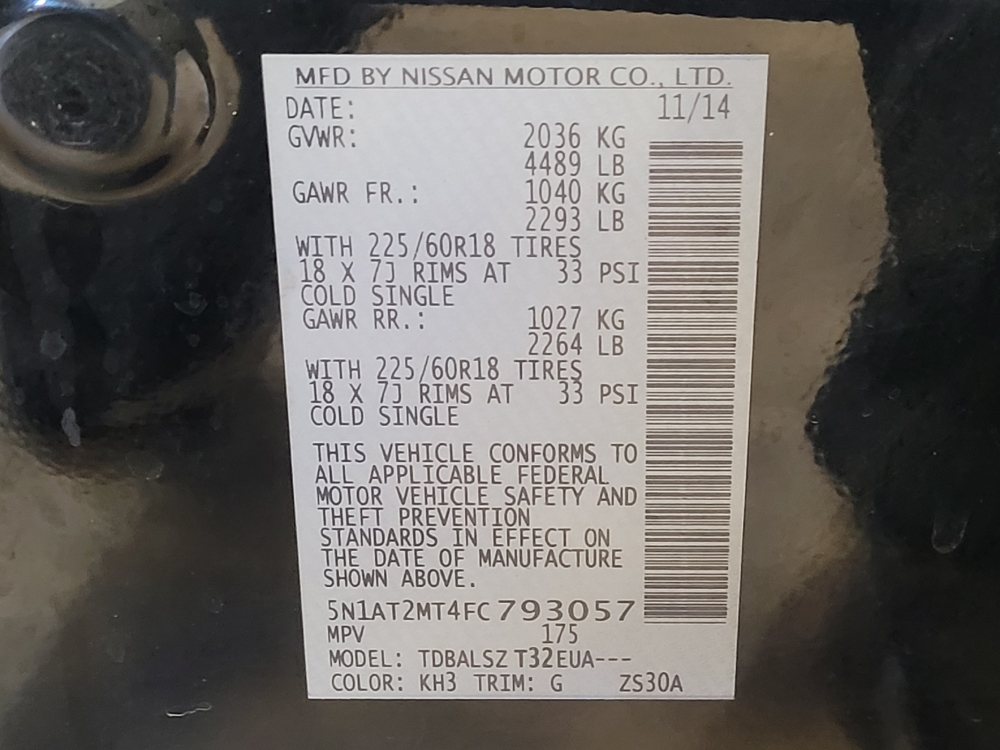 MFD BY NISSAN MOTOR CO., LTD.
DATE: 11/14
GVWR: 2036 KG
4489 LB
GAWR FR.: 1040 KG
2293 LB
WITH 225/60R18 TIRES
18 X 7J RIMS AT 33 PSI
COLD SINGLE
GAWR RR.: 1027 KG
2264 LB
WITH 225/60R18 TIRES
18 X 7J RIMS AT 33 PSI
COLD SINGLE
THIS VEHICLE CONFORMS TO
ALL APPLICABLE FEDERAL
MOTOR VEHICLE SAFETY AND
THEFT PREVENTION
STANDARDS IN EFFECT ON
THE DATE OF MANUFACTURE
SHOWN ABOVE.
5N1AT2MT4FC793057
MPV 175
MODEL: TDBALSZ T32EUA---
COLOR: KH3 TRIM: G ZS30A